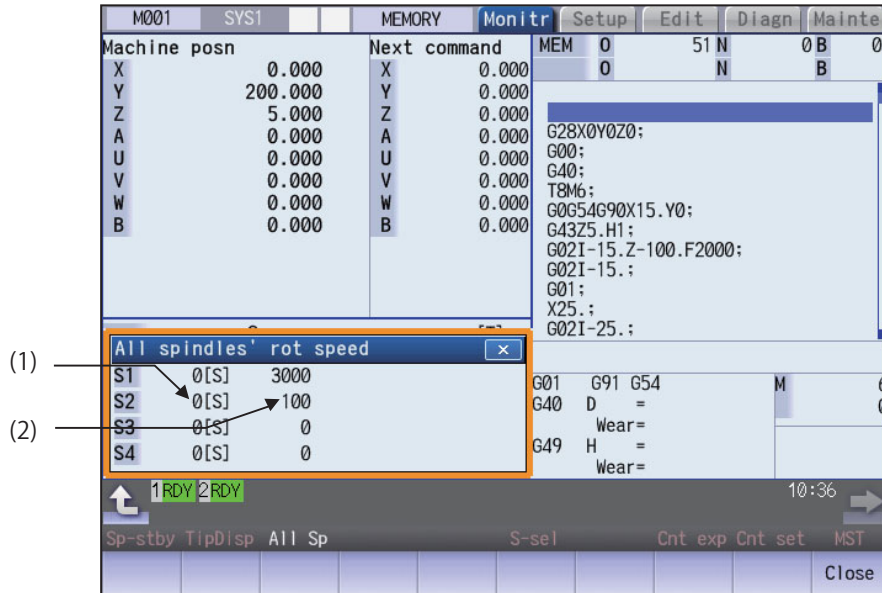 M001 SYS1 MEMORY Monitr Setup Edit Diagn Mainte
Machine posn
X 0.000
Y 200.000
Z 5.000
A 0.000
U 0.000
V 0.000
W 0.000
B 0.000
Next command
X 0.000
Y 0.000
Z 0.000
A 0.000
U 0.000
V 0.000
W 0.000
B 0.000
MEM O 51 N 0 B 0
O N B
G28X0Y0Z0;
G00;
G40;
T8M6;
G0G54G90X15.Y0;
G43Z5.H1;
G02I-15.Z-100.F2000;
G02I-15.;
G01;
X25.;
G02I-25.;
All spindles' rot speed ×
S1 0[S] 3000
S2 0[S] 100
S3 0[S] 0
S4 0[S] 0
(1)
(2)
G01 G91 G54 M
G40 D =
Wear=
G49 H =
Wear=
1 RDY 2 RDY 10:36
Sp-stby TipDisp All Sp S-sel Cnt exp Cnt set MST
Close